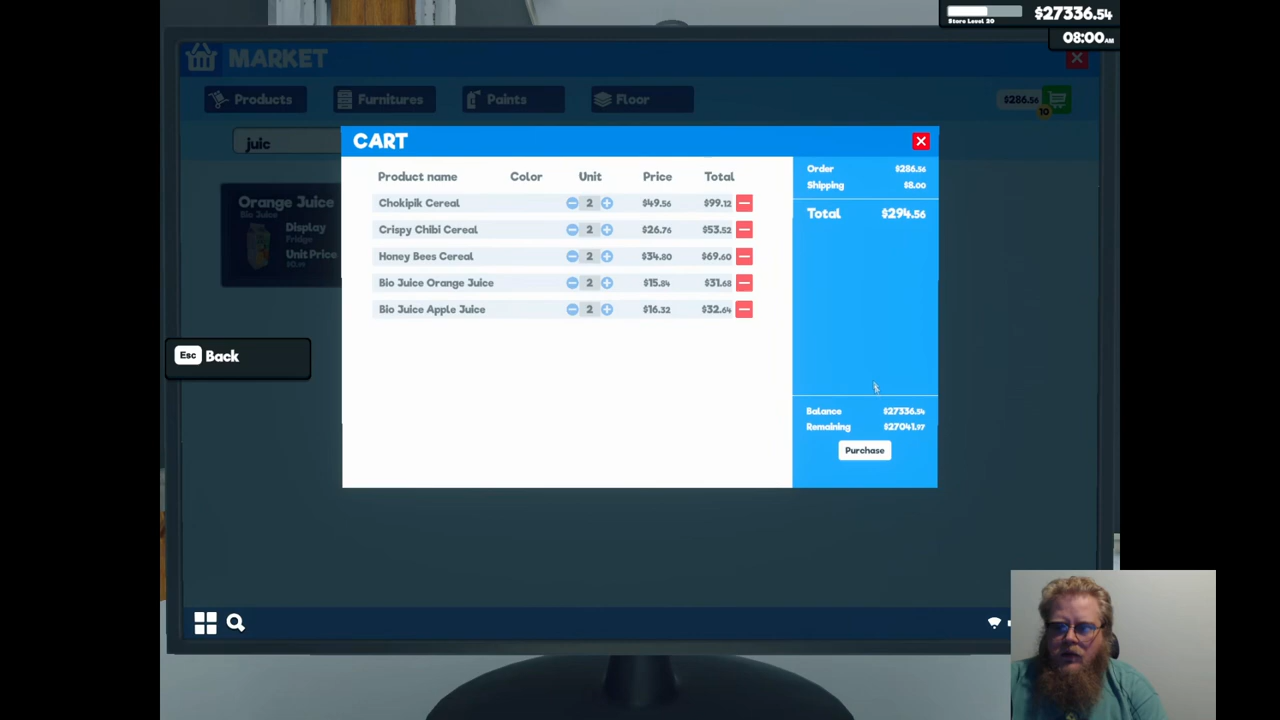 $27336.54
Store Level 20
08:00AM
MARKET
Products
Furnitures
Paints
Floor
$286.56
10
juic
CART
Product name Color Unit Price Total
Chokipik Cereal 2 $49.56 $99.12
Crispy Chibi Cereal 2 $26.76 $53.52
Honey Bees Cereal 2 $34.80 $69.60
Bio Juice Orange Juice 2 $15.84 $31.68
Bio Juice Apple Juice 2 $16.32 $32.64
Order $286.56
Shipping $8.00
Total $294.56
Balance $27336.54
Remaining $27041.97
Purchase
Orange Juice
Bio Juice
Display
Fridge
Unit Price
Esc Back